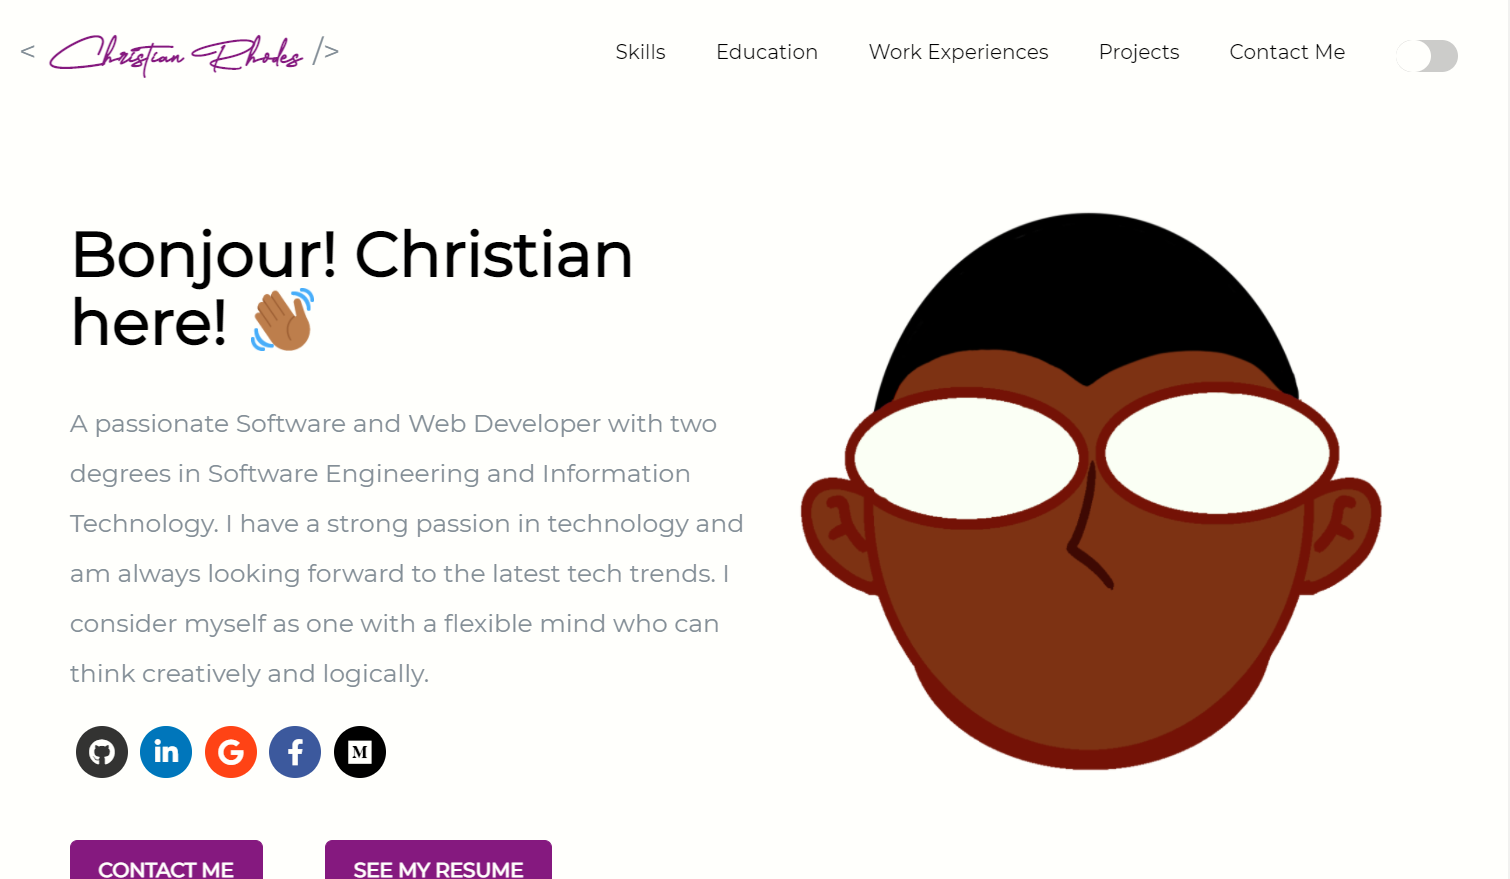 < Christian Rhodes />
Skills
Education
Work Experiences
Projects
Contact Me
Bonjour! Christian
here! 👋🏾
A passionate Software and Web Developer with two
degrees in Software Engineering and Information
Technology. I have a strong passion in technology and
am always looking forward to the latest tech trends. I
consider myself as one with a flexible mind who can
think creatively and logically.
in
G
f
M
CONTACT ME
SEE MY RESUME